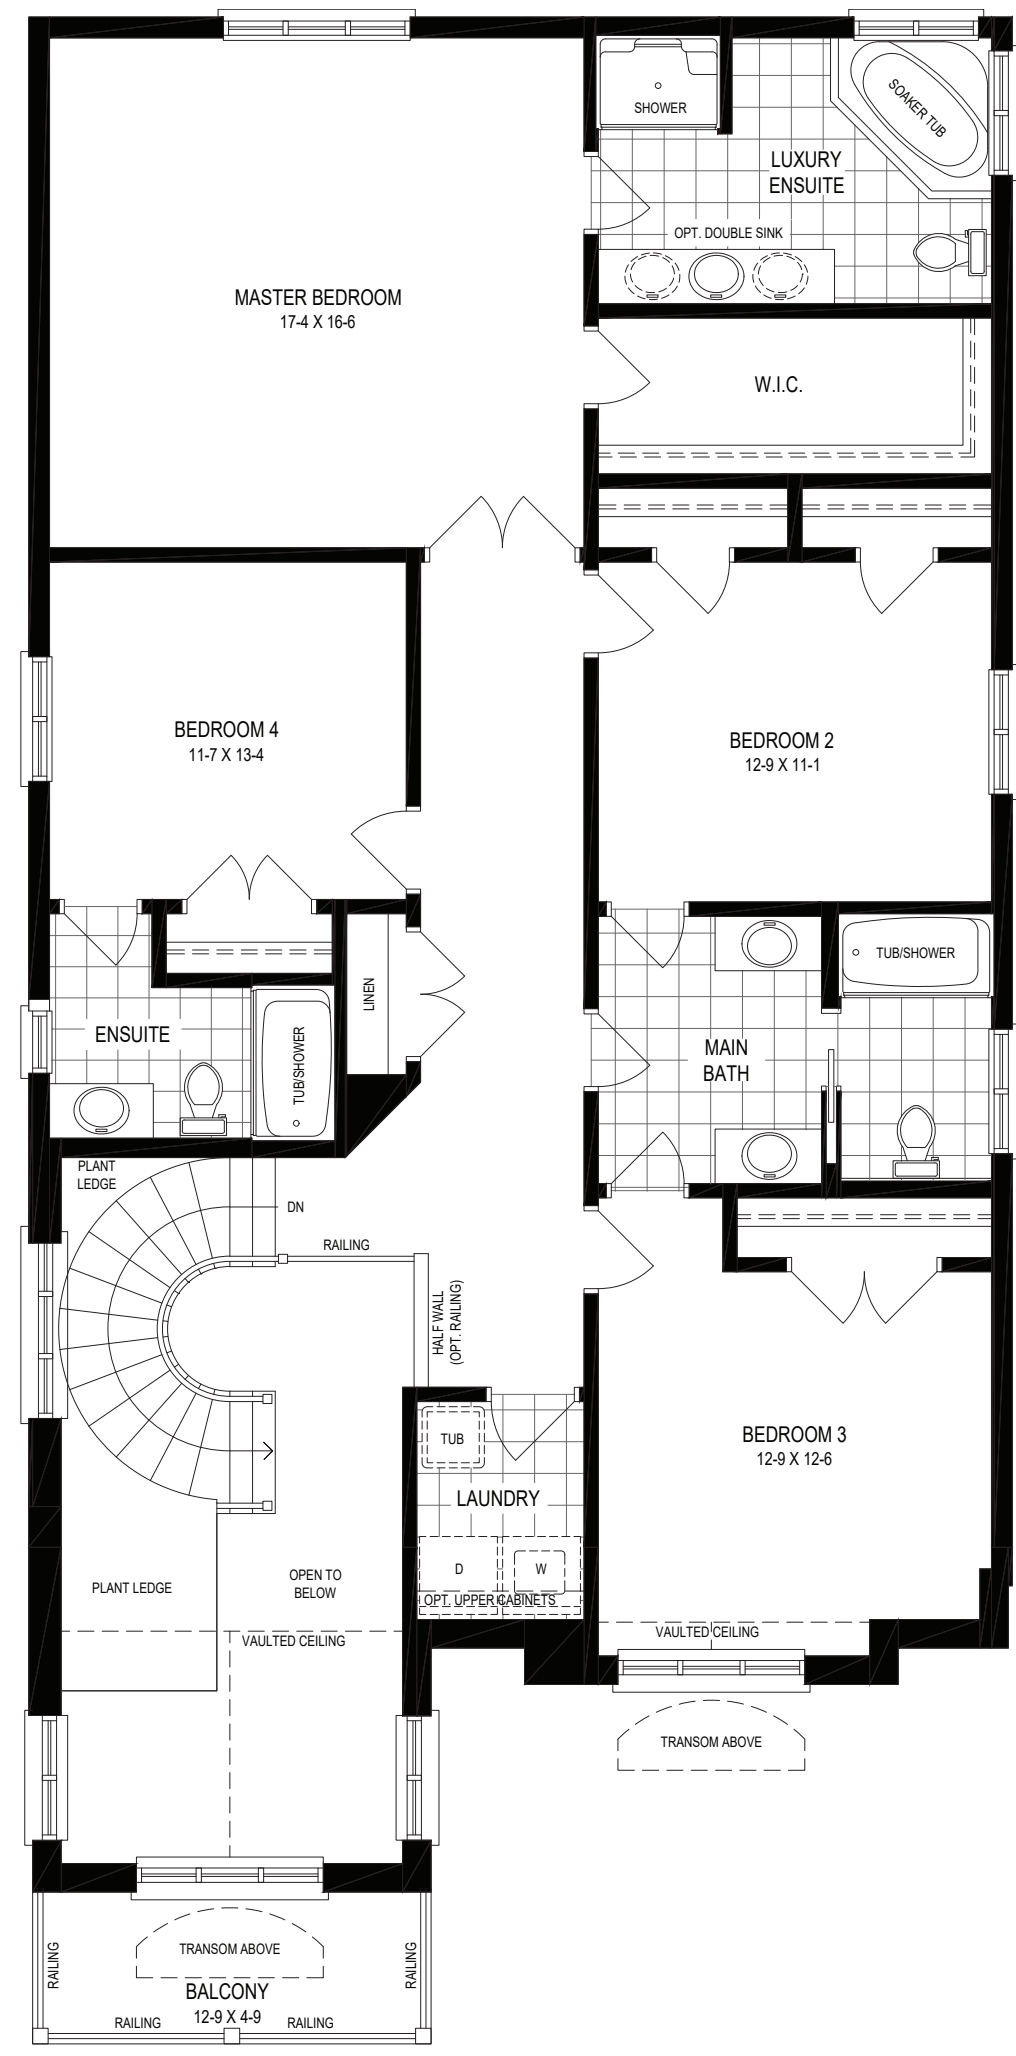 SHOWER
SOAKER TUB
LUXURY
ENSUITE
OPT. DOUBLE SINK
MASTER BEDROOM
17-4 X 16-6
W.I.C.
BEDROOM 4
11-7 X 13-4
BEDROOM 2
12-9 X 11-1
TUB/SHOWER
LINEN
ENSUITE
TUB/SHOWER
MAIN
BATH
PLANT
LEDGE
DN
RAILING
HALF WALL
(OPT. RAILING)
TUB
BEDROOM 3
12-9 X 12-6
LAUNDRY
D
W
OPT. UPPER CABINETS
PLANT LEDGE
OPEN TO
BELOW
VAULTED CEILING
VAULTED CEILING
TRANSOM ABOVE
TRANSOM ABOVE
RAILING
RAILING
BALCONY
12-9 X 4-9
RAILING
RAILING